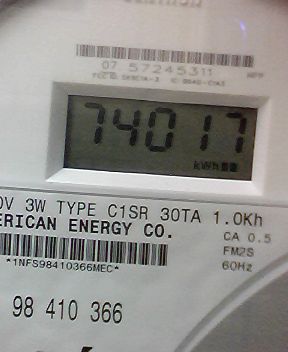 07 57245311
74017
kWh
0V 3W TYPE C1SR 30TA 1.0Kh
ERICAN ENERGY CO.
CA 0.5
FM2S
*1NFS98410366MEC*
60Hz
98 410 366